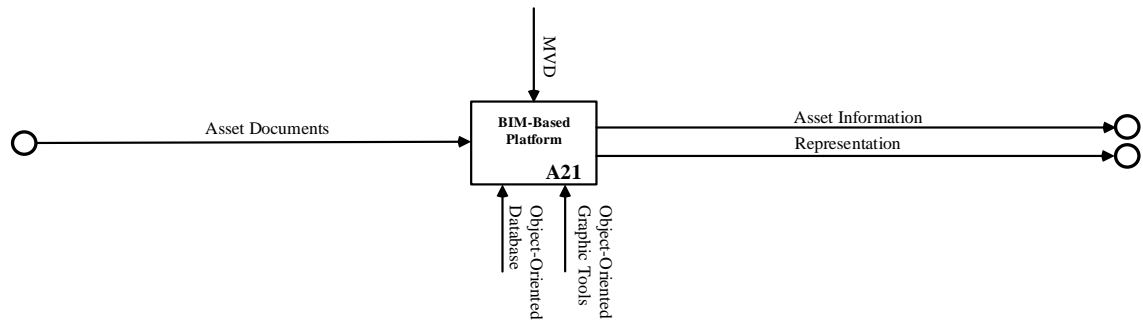 MVD
Asset Documents
BIM-Based
Platform
A21
Asset Information
Representation
Object-Oriented
Database
Object-Oriented
Graphic Tools